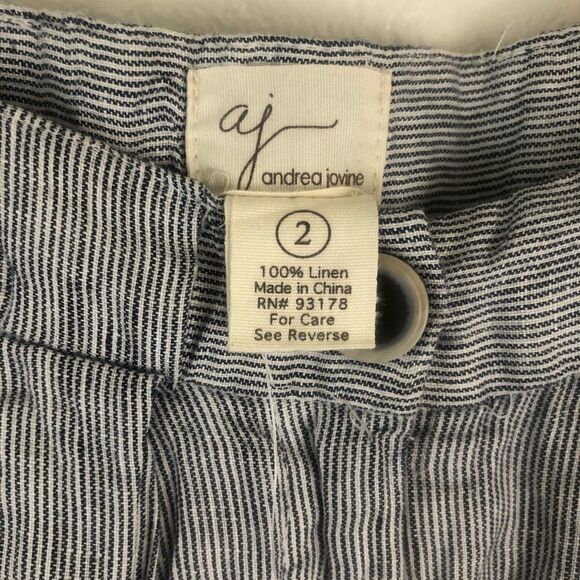 aj
andrea jovine
2
100% Linen
Made in China
RN# 93178
For Care
See Reverse